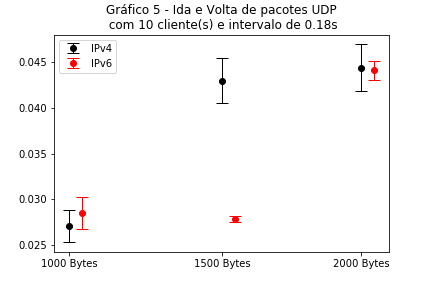 Gráfico 5 - Ida e Volta de pacotes UDP
com 10 cliente(s) e intervalo de 0.18s
IPv4
IPv6
0.045
0.040
0.035
0.030
0.025
1000 Bytes
1500 Bytes
2000 Bytes